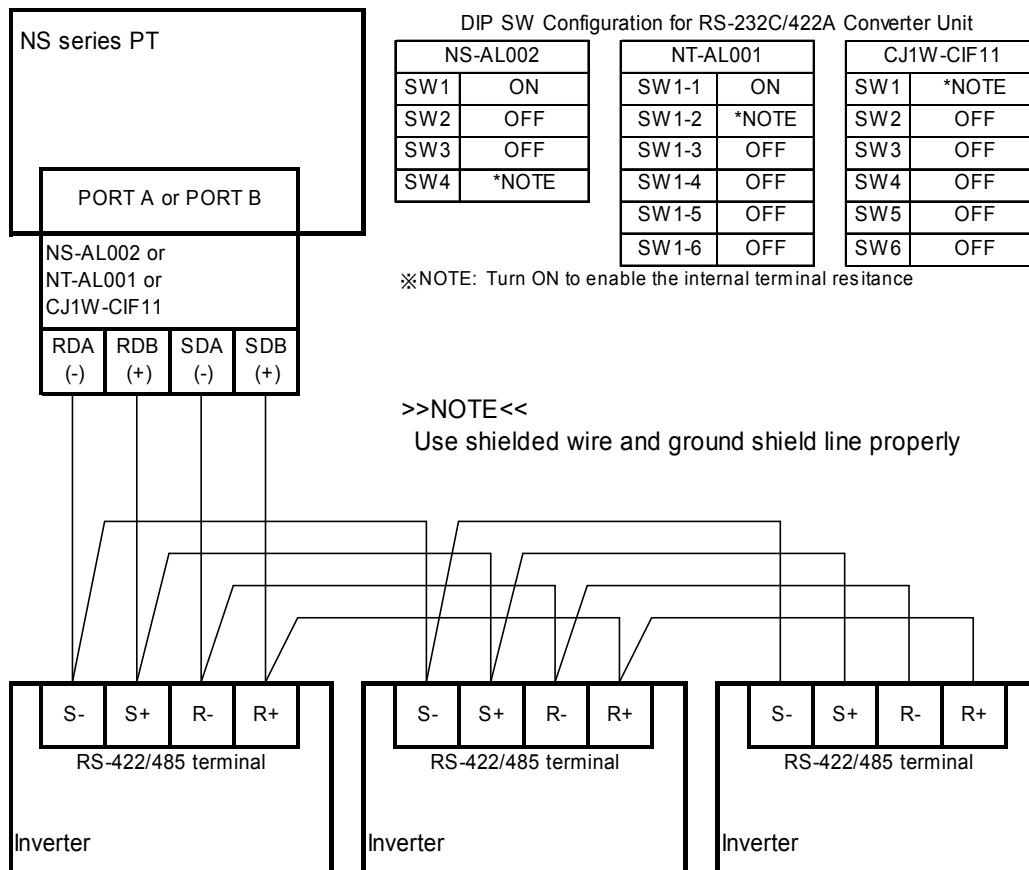 NS series PT
PORT A or PORT B
NS-AL002 or
NT-AL001 or
CJ1W-CIF11
RDA RDB SDA SDB
(-) (+) (-) (+)
DIP SW Configuration for RS-232C/422A Converter Unit
NS-AL002
SW1 ON
SW2 OFF
SW3 OFF
SW4 *NOTE
NT-AL001
SW1-1 ON
SW1-2 *NOTE
SW1-3 OFF
SW1-4 OFF
SW1-5 OFF
SW1-6 OFF
CJ1W-CIF11
SW1 *NOTE
SW2 OFF
SW3 OFF
SW4 OFF
SW5 OFF
SW6 OFF
※NOTE: Turn ON to enable the internal terminal resitance
>>NOTE<<
Use shielded wire and ground shield line properly
S- S+ R- R+
RS-422/485 terminal
Inverter
S- S+ R- R+
RS-422/485 terminal
Inverter
S- S+ R- R+
RS-422/485 terminal
Inverter